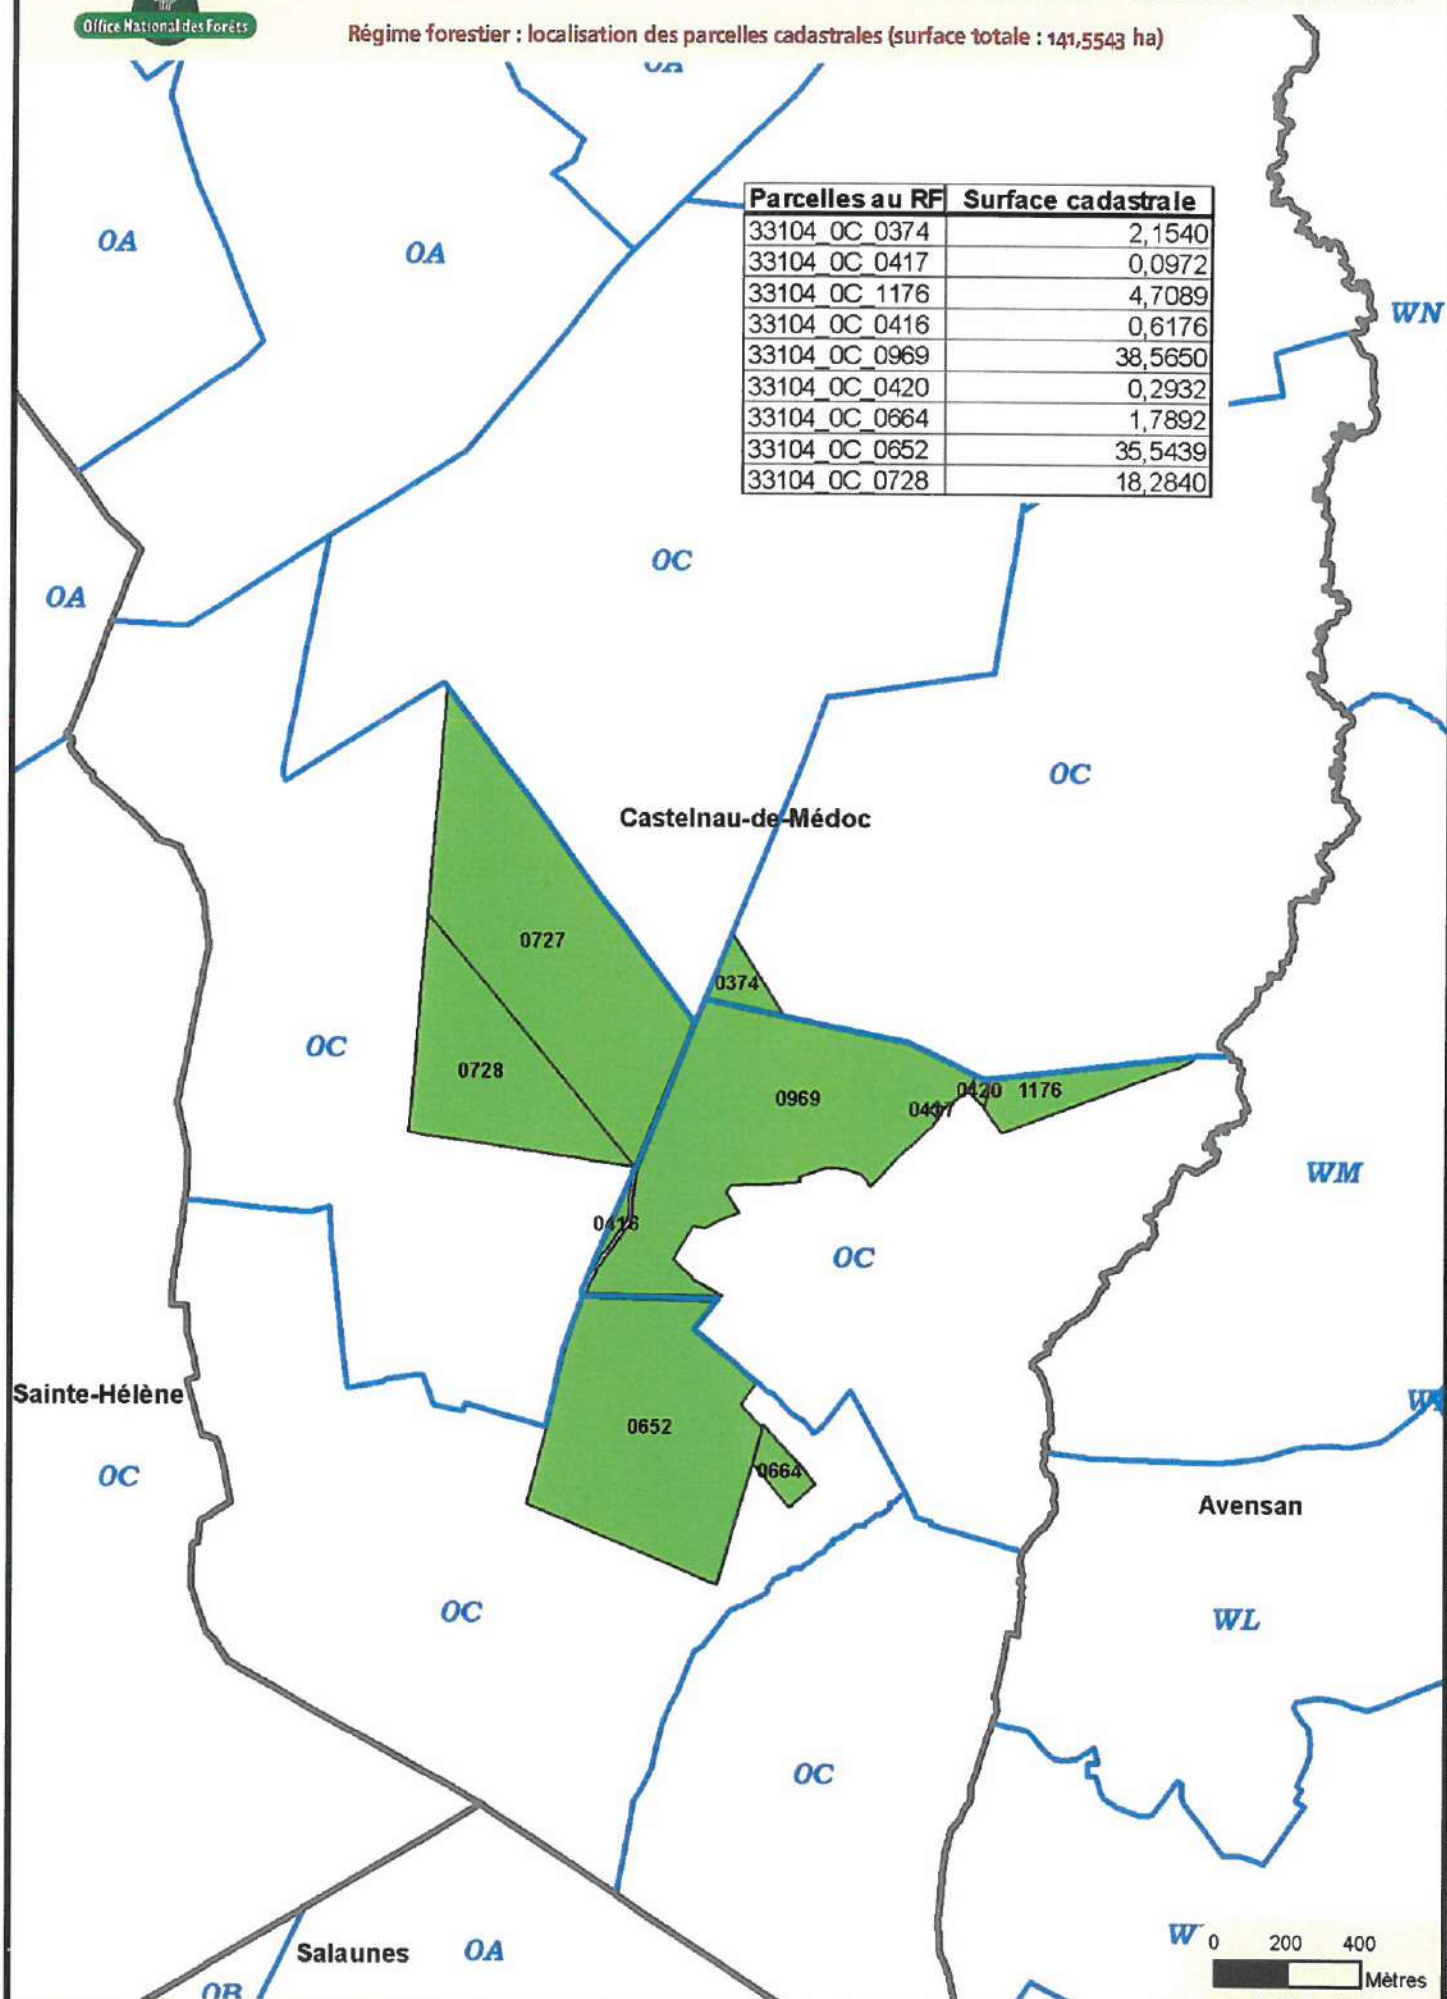 Office National des Forêts
Régime forestier : localisation des parcelles cadastrales (surface totale : 141,5543 ha)
OA
OA
Parcelles au RF Surface cadastrale
33104_0C_0374 2,1540
33104_0C_0417 0,0972
33104_0C_1176 4,7089
33104_0C_0416 0,6176
33104_0C_0969 38,5650
33104_0C_0420 0,2932
33104_0C_0664 1,7892
33104_0C_0652 35,5439
33104_0C_0728 18,2840
OA
WN
OC
OA
OC
Castelnau-de-Médoc
0727
0374
OC
0728
0969
0417
0420
1176
WM
0416
OC
Sainte-Hélène
0652
OC
0664
Avensan
OC
WL
OC
W
Salaunes
OA
OB
0 200 400
Mètres